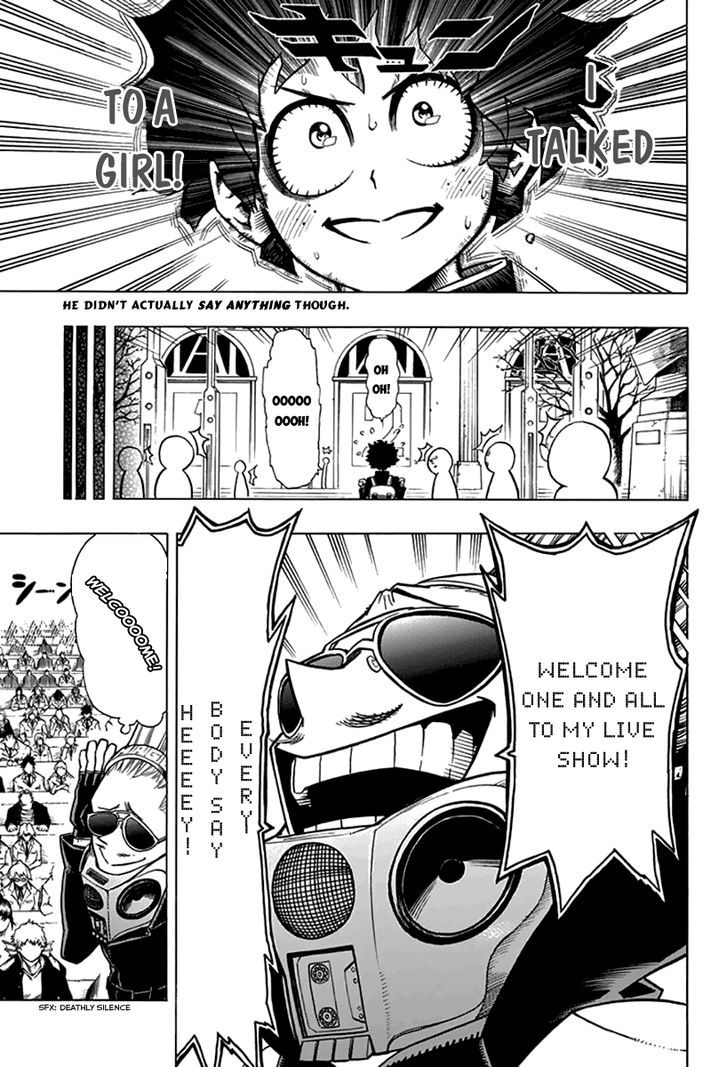 キュン
I
TALKED
TO A
GIRL!
HE DIDN'T ACTUALLY SAY ANYTHING THOUGH.
OH
OH!
OOOOO
OOOH!
WELCOME
ONE AND ALL
TO MY LIVE
SHOW!
EVERY
BODY SAY
HEEEEY!
WELCOOOOME!
シーン
SFX: DEATHLY SILENCE